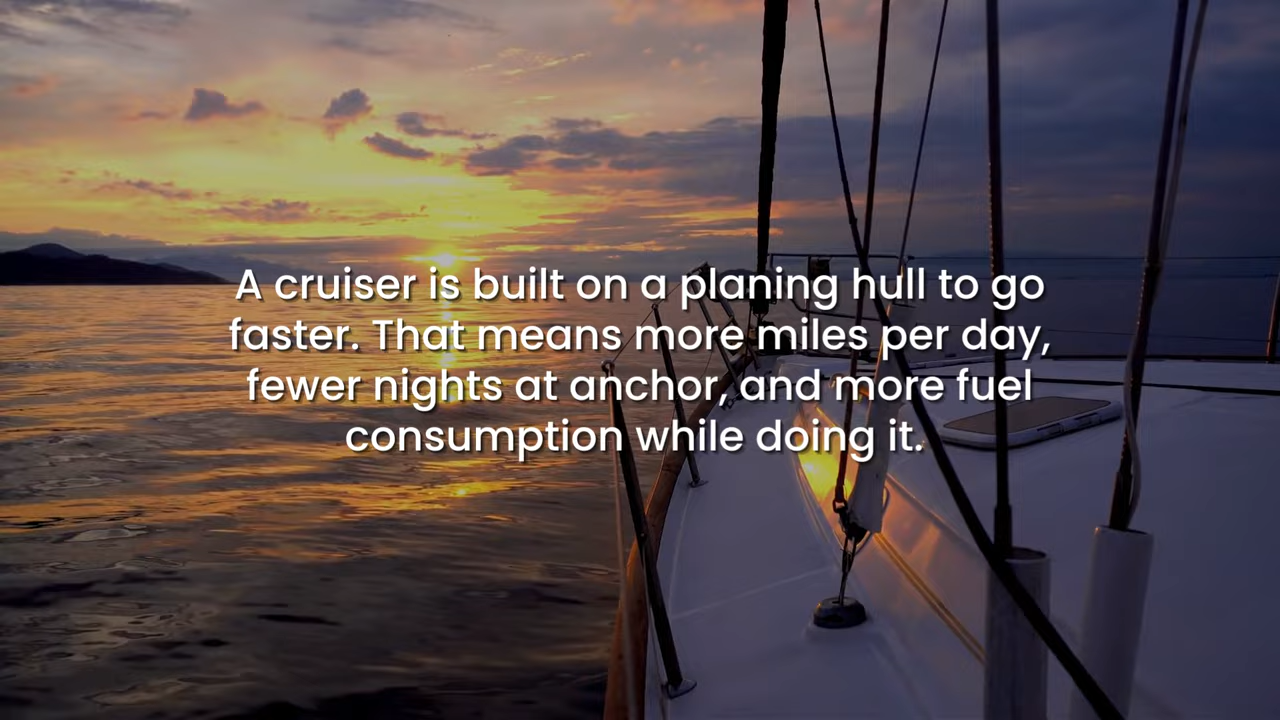 A cruiser is built on a planing hull to go
faster. That means more miles per day,
fewer nights at anchor, and more fuel
consumption while doing it.